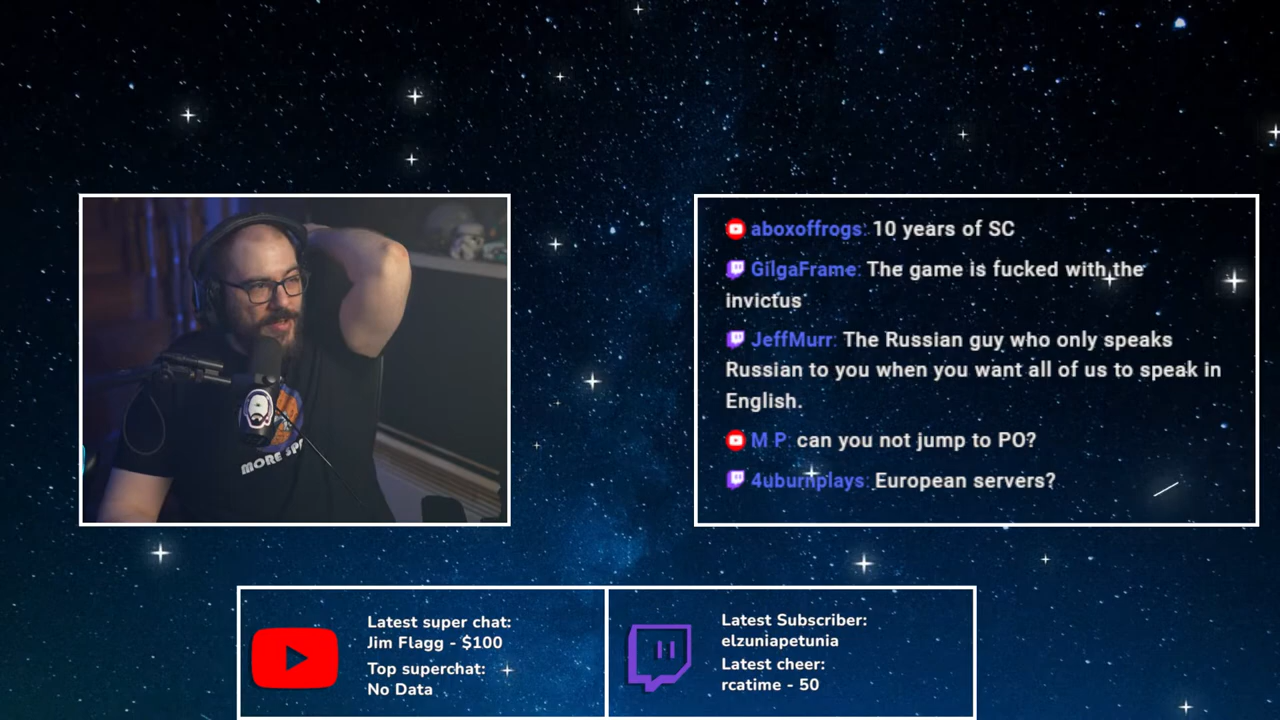 aboxoffrogs: 10 years of SC
GilgaFrame: The game is fucked with the
invictus
JeffMurr: The Russian guy who only speaks
Russian to you when you want all of us to speak in
English.
M P: can you not jump to PO?
4uburnplays: European servers?
MORE SP
Latest super chat:
Jim Flagg - $100
Top superchat:
No Data
Latest Subscriber:
elzuniapetunia
Latest cheer:
rcatime - 50